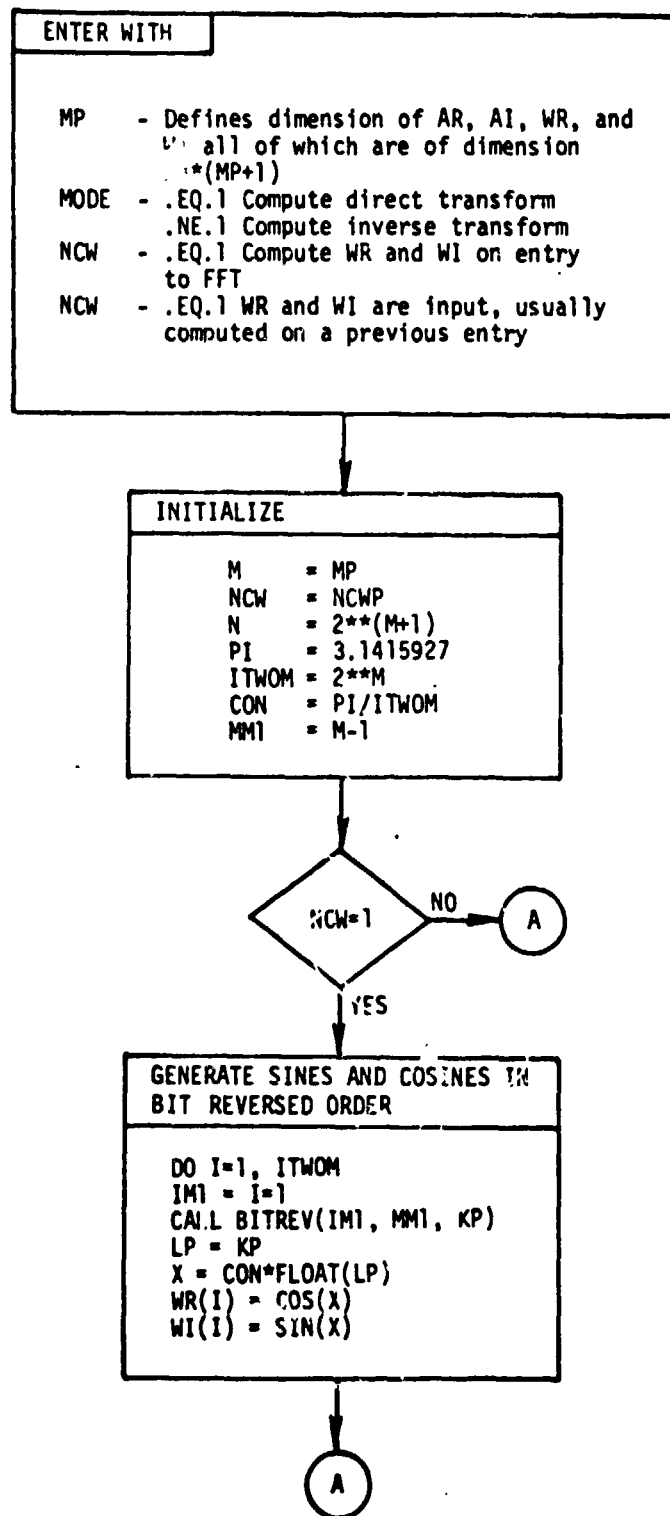 ENTER WITH
MP - Defines dimension of AR, AI, WR, and
all of which are of dimension
*(MP+1)
MODE - .EQ.1 Compute direct transform
.NE.1 Compute inverse transform
NCW - .EQ.1 Compute WR and WI on entry
to FFT
NCW - .EQ.1 WR and WI are input, usually
computed on a previous entry
INITIALIZE
M = MP
NCW = NCWP
N = 2**(M+1)
PI = 3.1415927
ITWOM = 2**M
CON = PI/ITWOM
MM1 = M-1
NCW=1
NO
A
YES
GENERATE SINES AND COSINES IN
BIT REVERSED ORDER
DO I=1, ITWOM
IM1 = I=1
CALL BITREV(IM1, MM1, KP)
LP = KP
X = CON*FLOAT(LP)
WR(I) = COS(X)
WI(I) = SIN(X)
A